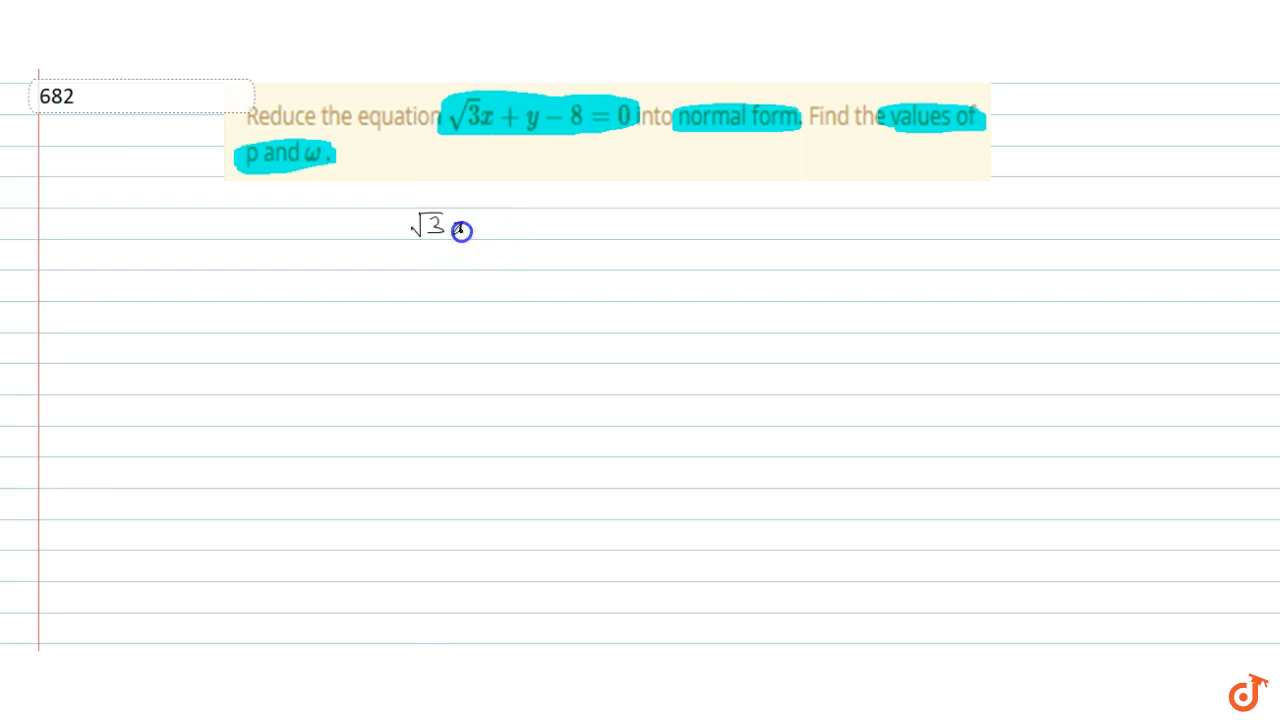 682
Reduce the equation √3x + y − 8 = 0 into normal form. Find the values of
p and ω.
√3